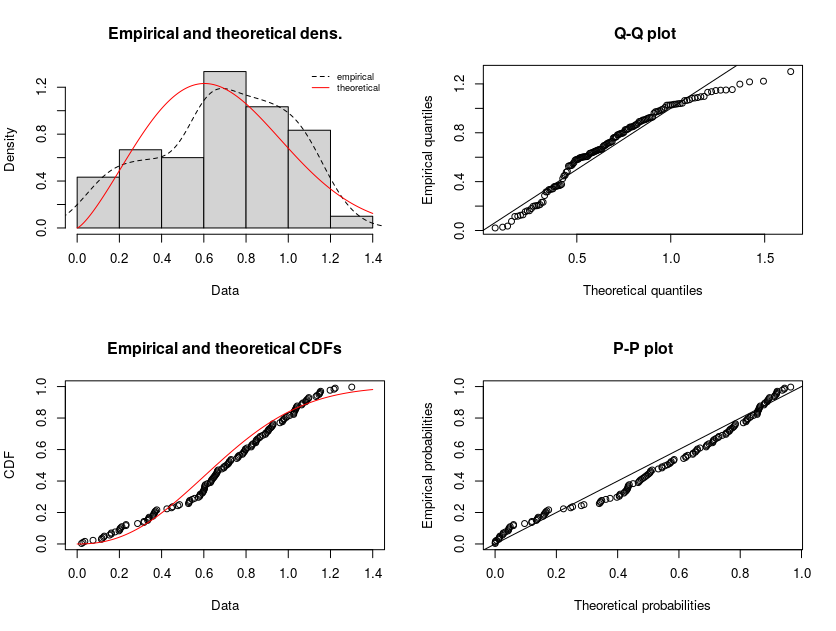 Empirical and theoretical dens.
Density
0.0 0.4 0.8 1.2
empirical
theoretical
0.0 0.2 0.4 0.6 0.8 1.0 1.2 1.4
Data
Q-Q plot
Empirical quantiles
0.0 0.4 0.8 1.2
0.5 1.0 1.5
Theoretical quantiles
Empirical and theoretical CDFs
CDF
0.0 0.2 0.4 0.6 0.8 1.0
0.0 0.2 0.4 0.6 0.8 1.0 1.2 1.4
Data
P-P plot
Empirical probabilities
0.0 0.2 0.4 0.6 0.8 1.0
0.0 0.2 0.4 0.6 0.8 1.0
Theoretical probabilities